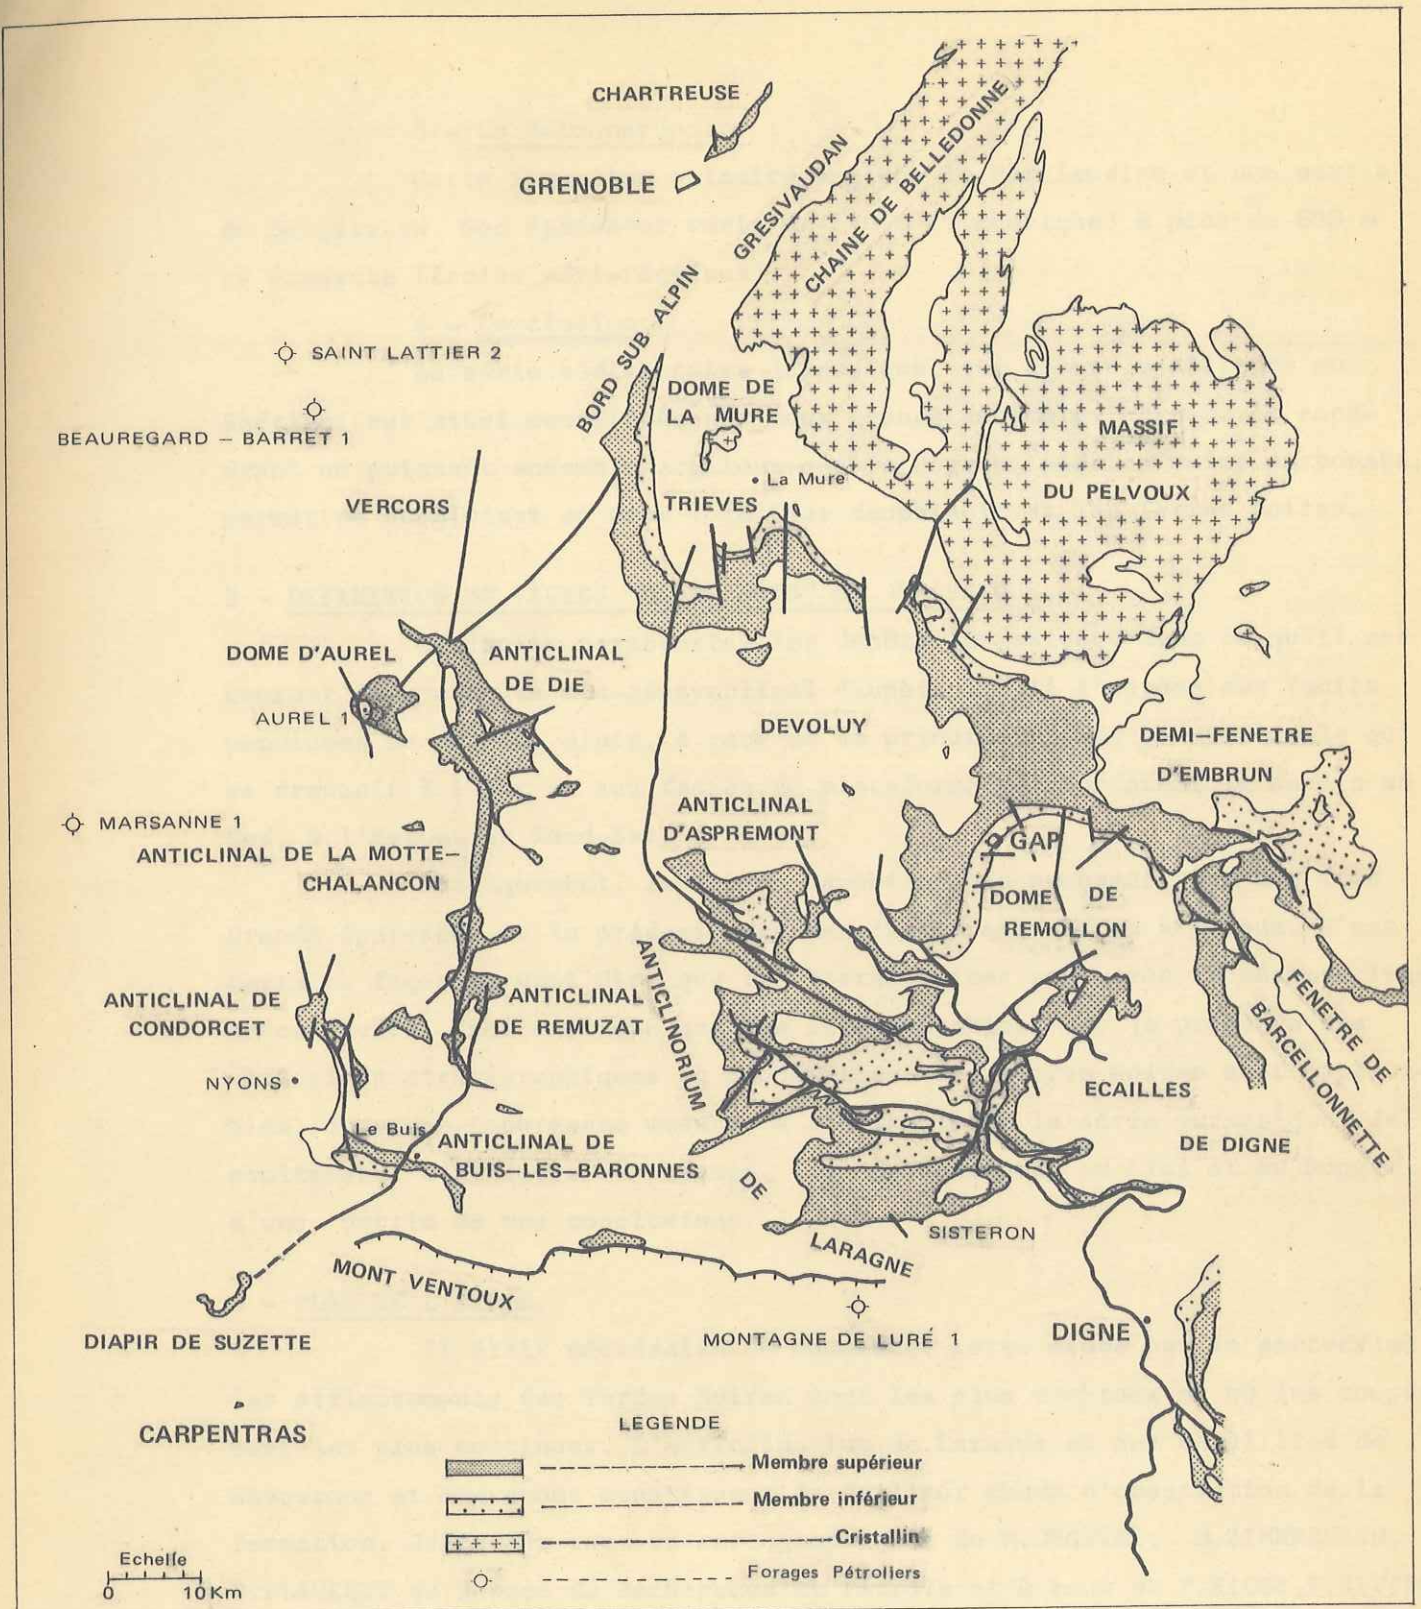 CHARTREUSE
GRENOBLE
GRESIVAUDAN
CHAINE DE BELLEDONNE
BORD SUB ALPIN
SAINT LATTIER 2
DOME DE
LA MURE
BEAUREGARD – BARRET 1
MASSIF
DU PELVOUX
La Mure
VERCORS
TRIEVES
DOME D'AUREL
AUREL 1
ANTICLINAL
DE DIE
DEVOLUY
DEMI–FENETRE
D'EMBRUN
MARSANNE 1
ANTICLINAL
D'ASPREMONT
GAP
ANTICLINAL DE LA MOTTE–
CHALANCON
DOME DE
REMOLLON
ANTICLINAL DE
CONDORCET
ANTICLINAL
DE REMUZAT
ANTICLINORIUM
DE
LARAGNE
FENETRE DE
BARCELLONNETTE
NYONS
ECAILLES
DE DIGNE
Le Buis
ANTICLINAL DE
BUIS–LES–BARONNES
SISTERON
MONT VENTOUX
DIAPIR DE SUZETTE
MONTAGNE DE LURÉ 1
DIGNE
CARPENTRAS
LEGENDE
Membre supérieur
Membre inférieur
Cristallin
Forages Pétroliers
Echelle
0 10 Km